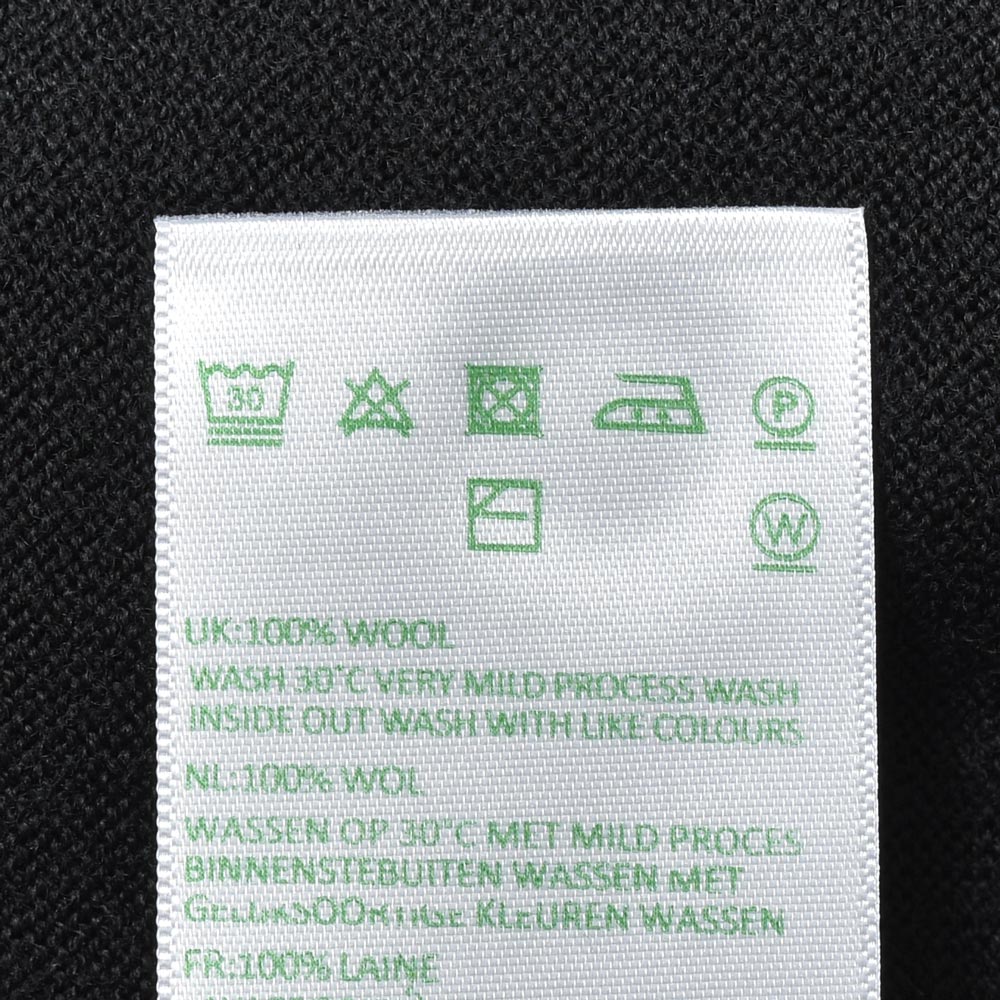 30
P
W
UK:100% WOOL
WASH 30°C VERY MILD PROCESS WASH
INSIDE OUT WASH WITH LIKE COLOURS
NL:100% WOL
WASSEN OP 30°C MET MILD PROCES
BINNENSTEBUITEN WASSEN MET
KLEUREN WASSEN
FR:100% LAINE